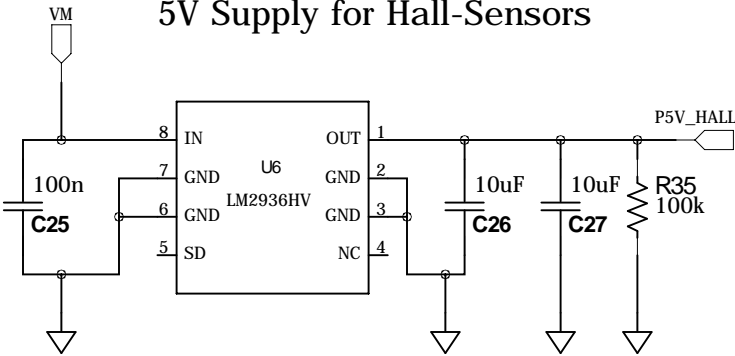 5V Supply for Hall-Sensors
VM
P5V_HALL
8 IN OUT 1
7 GND U6 GND 2
LM2936HV
6 GND GND 3
5 SD NC 4
100n
C25
10uF
C26
10uF
C27
R35
100k